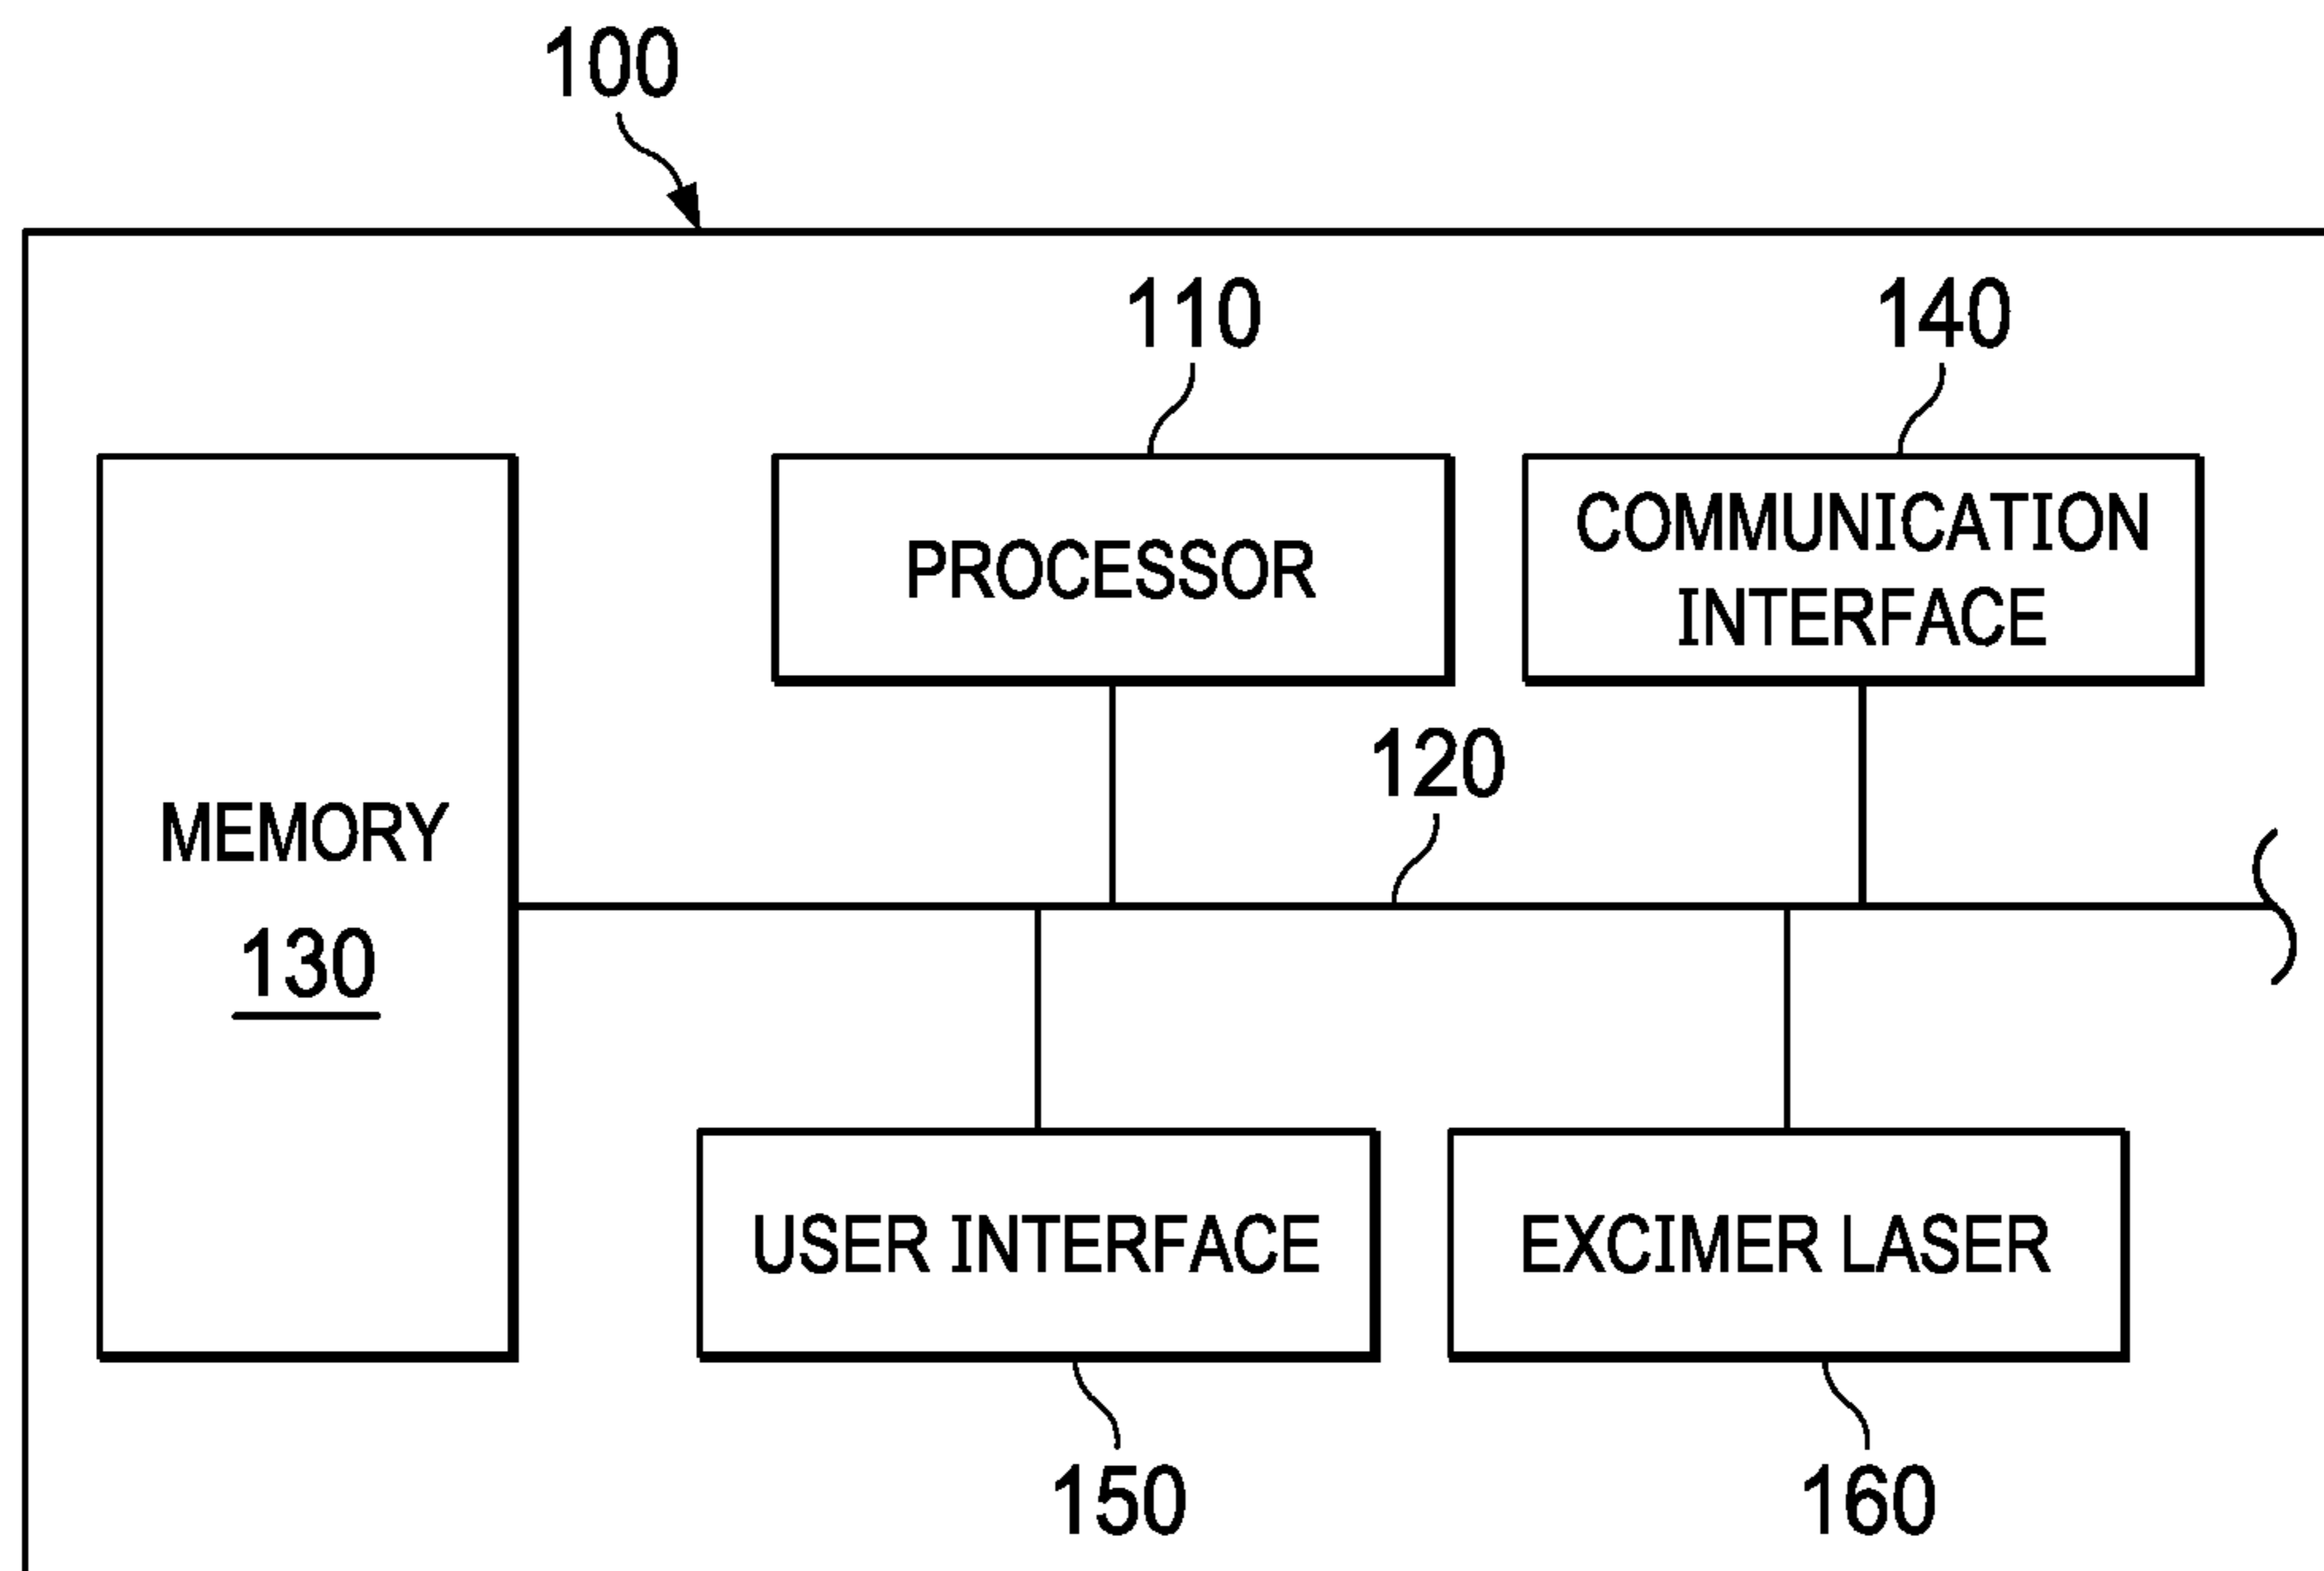 100
110
140
PROCESSOR
COMMUNICATION
INTERFACE
120
MEMORY
130
USER INTERFACE
EXCIMER LASER
150
160